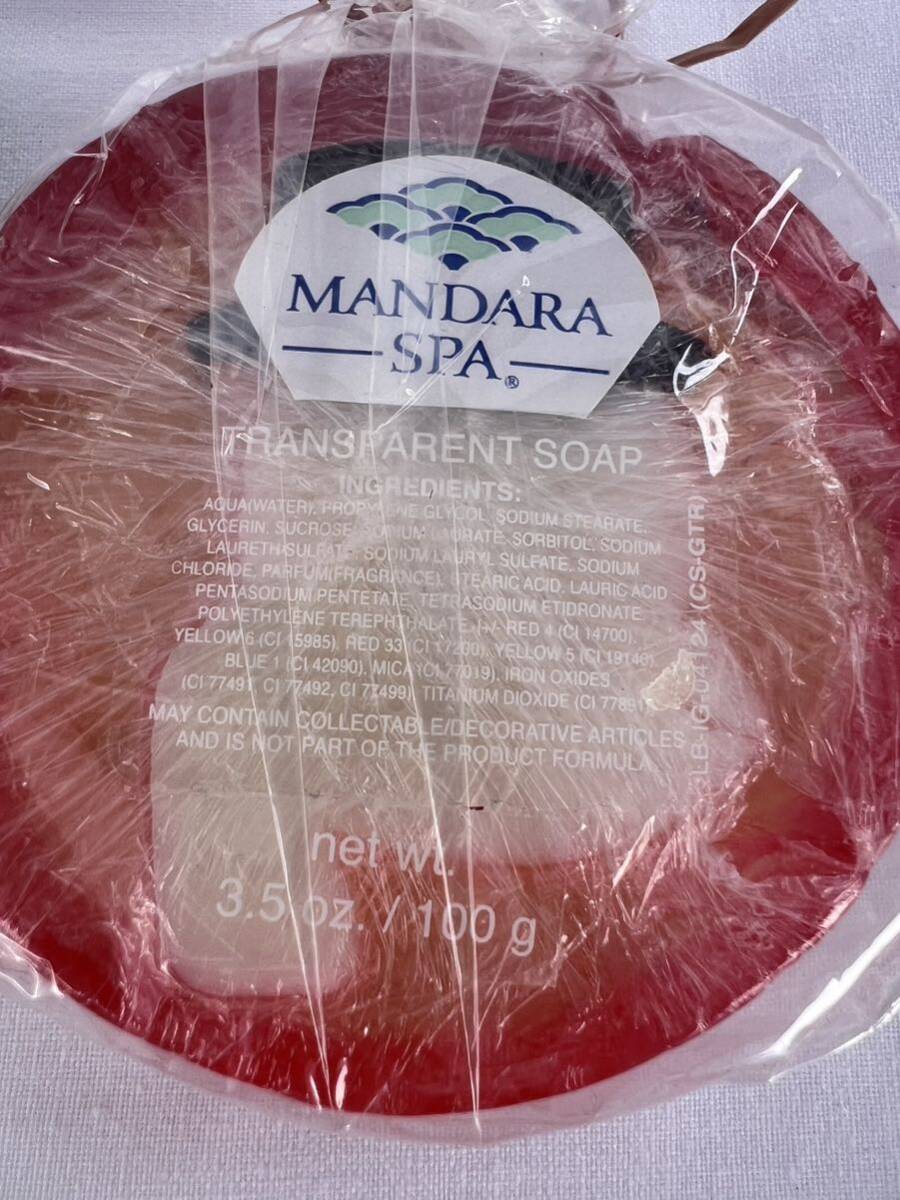 MANDARA
SPA®
TRANSPARENT SOAP
INGREDIENTS:
AQUA(WATER), PROPYLENE GLYCOL, SODIUM STEARATE,
GLYCERIN, SUCROSE, SODIUM LAURATE, SORBITOL, SODIUM
LAURETH SULFATE, SODIUM LAURYL SULFATE, SODIUM
CHLORIDE, PARFUM(FRAGRANCE), STEARIC ACID, LAURIC ACID
PENTASODIUM PENTETATE, TETRASODIUM ETIDRONATE
POLYETHYLENE TEREPHTHALATE, +/- RED 4 (CI 14700),
YELLOW 6 (CI 15985), RED 33 (CI 17200), YELLOW 5 (CI 19140),
BLUE 1 (CI 42090), MICA (CI 77019), IRON OXIDES
(CI 77491, CI 77492, CI 77499), TITANIUM DIOXIDE (CI 77891)
MAY CONTAIN COLLECTABLE/DECORATIVE ARTICLES
AND IS NOT PART OF THE PRODUCT FORMULA
net wt.
3.5 oz. / 100 g
(CS-GTR)